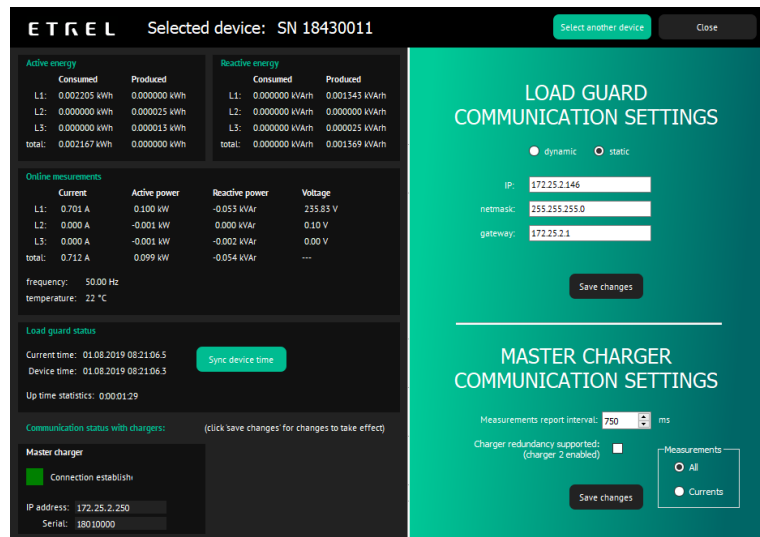 ETREL Selected device: SN 18430011
Select another device
Close
Active energy
Consumed Produced
L1: 0.002205 kWh 0.000000 kWh
L2: 0.000000 kWh 0.000025 kWh
L3: 0.000000 kWh 0.000013 kWh
total: 0.002167 kWh 0.000000 kWh
Reactive energy
Consumed Produced
L1: 0.000000 kVArh 0.001343 kVArh
L2: 0.000000 kVArh 0.000000 kVArh
L3: 0.000000 kVArh 0.000025 kVArh
total: 0.000000 kVArh 0.001369 kVArh
Online mesurements
Current Active power Reactive power Voltage
L1: 0.701 A 0.100 kW -0.053 kVAr 235.83 V
L2: 0.000 A -0.001 kW 0.000 kVAr 0.10 V
L3: 0.000 A -0.001 kW -0.002 kVAr 0.00 V
total: 0.712 A 0.099 kW -0.054 kVAr ---
frequency: 50.00 Hz
temperature: 22 °C
Load guard status
Current time: 01.08.2019 08:21:06.5
Device time: 01.08.2019 08:21:06.3
Sync device time
Up time statistics: 0:00:01:29
Communication status with chargers: (click 'save changes' for changes to take effect)
Master charger
Connection establish
IP address: 172.25.2.250
Serial: 18010000
LOAD GUARD
COMMUNICATION SETTINGS
dynamic static
IP: 172.25.2.146
netmask: 255.255.255.0
gateway: 172.25.2.1
Save changes
MASTER CHARGER
COMMUNICATION SETTINGS
Measurements report interval: 750 ms
Charger redundancy supported:
(charger 2 enabled)
Measurements
All
Currents
Save changes